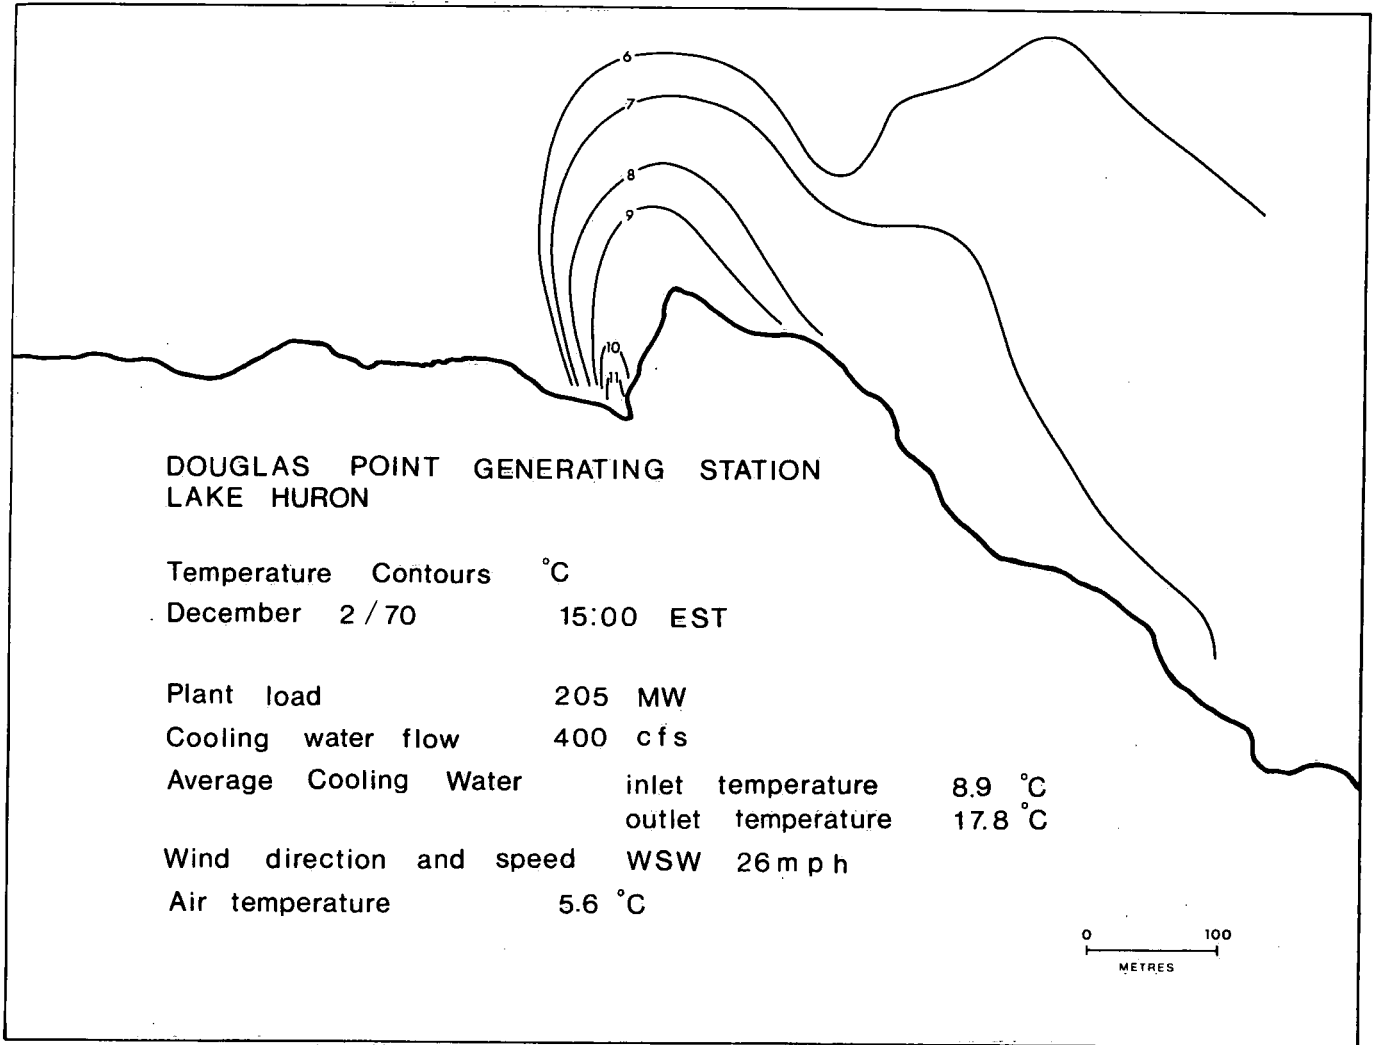 6
7
8
9
10
11
DOUGLAS POINT GENERATING STATION
LAKE HURON
Temperature Contours °C
December 2/70 15:00 EST
Plant load 205 MW
Cooling water flow 400 cfs
Average Cooling Water inlet temperature 8.9 °C
outlet temperature 17.8 °C
Wind direction and speed WSW 26 mph
Air temperature 5.6 °C
0 100
METRES